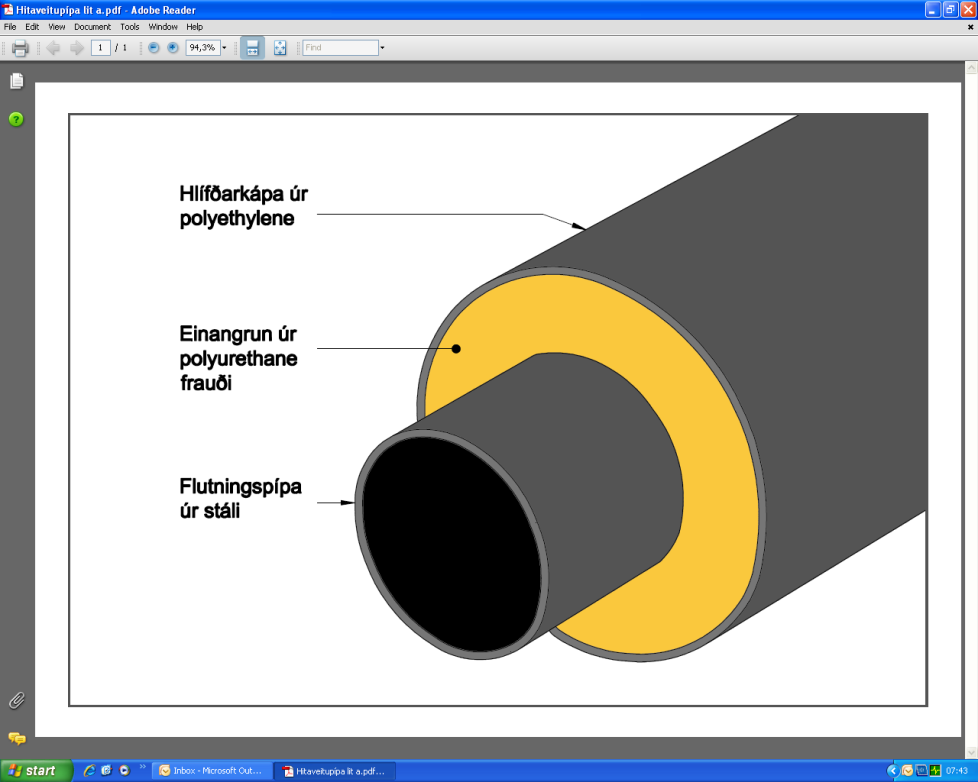 Hitaveitupípa lit a.pdf - Adobe Reader
File Edit View Document Tools Window Help
1 / 1 94,3% Find
Hlífðarkápa úr
polyethylene
Einangrun úr
polyurethane
frauði
Flutningspípa
úr stáli
start Inbox - Microsoft Out... Hitaveitupípa lit a.pdf... 07:43